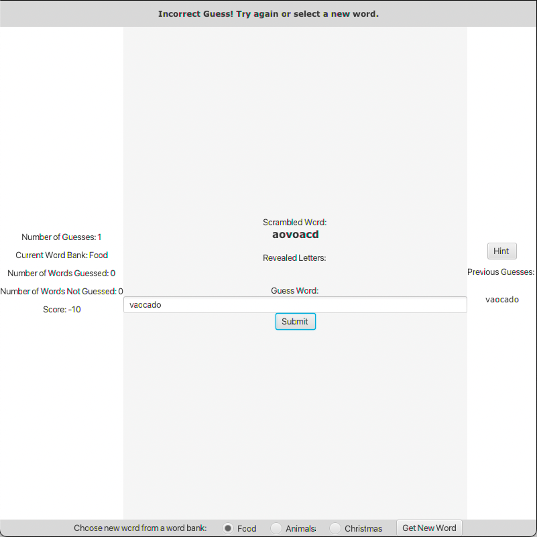 Incorrect Guess! Try again or select a new word.
Number of Guesses: 1
Current Word Bank: Food
Number of Words Guessed: 0
Number of Words Not Guessed: 0
Score: -10
Scrambled Word:
aovoacd
Revealed Letters:
Guess Word:
vaocado
Submit
Hint
Previous Guesses:
vaocado
Choose new word from a word bank: Food Animals Christmas Get New Word